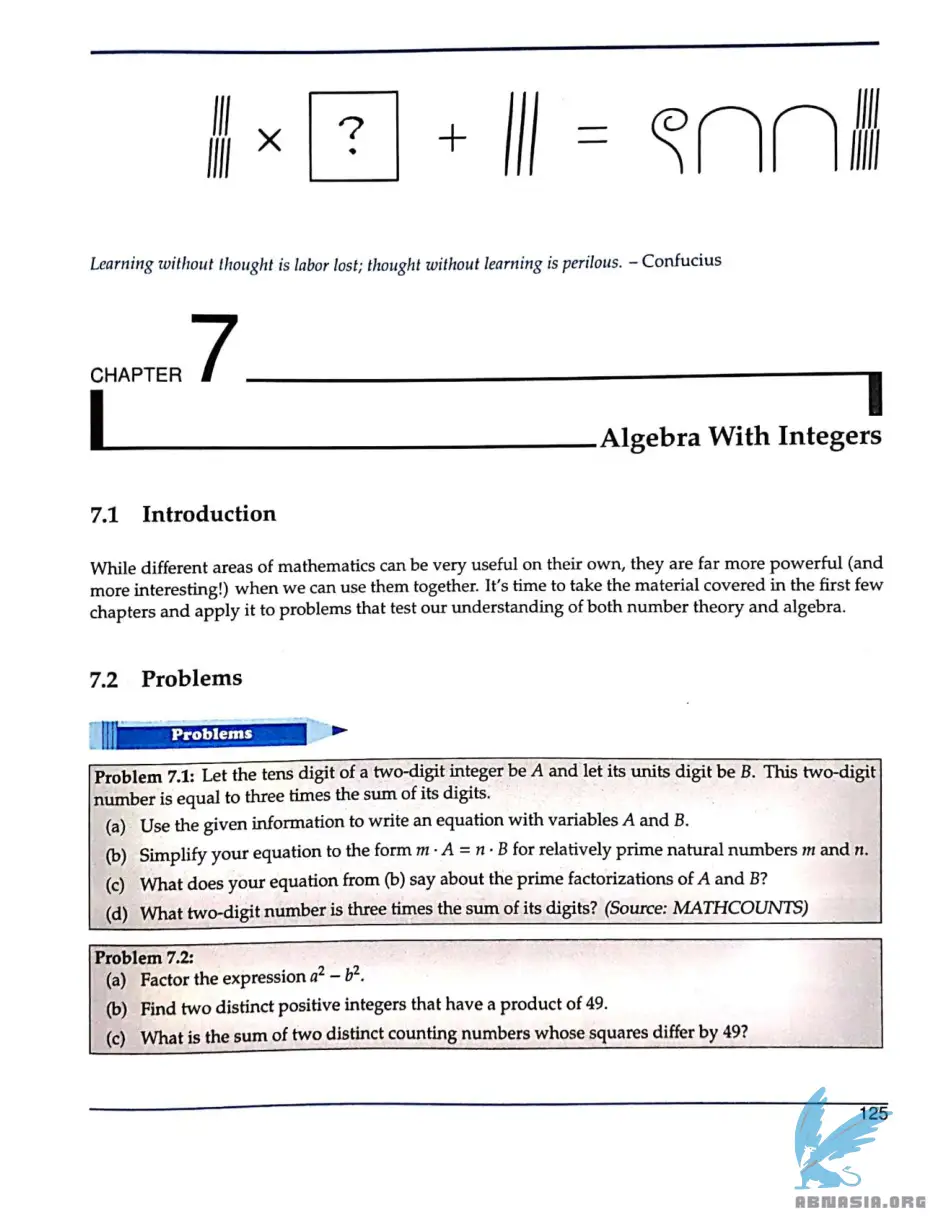 × ? + =
Learning without thought is labor lost; thought without learning is perilous. – Confucius
CHAPTER 7
Algebra With Integers
7.1 Introduction
While different areas of mathematics can be very useful on their own, they are far more powerful (and
more interesting!) when we can use them together. It's time to take the material covered in the first few
chapters and apply it to problems that test our understanding of both number theory and algebra.
7.2 Problems
Problems
Problem 7.1: Let the tens digit of a two-digit integer be A and let its units digit be B. This two-digit
number is equal to three times the sum of its digits.
(a) Use the given information to write an equation with variables A and B.
(b) Simplify your equation to the form m · A = n · B for relatively prime natural numbers m and n.
(c) What does your equation from (b) say about the prime factorizations of A and B?
(d) What two-digit number is three times the sum of its digits? (Source: MATHCOUNTS)
Problem 7.2:
(a) Factor the expression a² – b².
(b) Find two distinct positive integers that have a product of 49.
(c) What is the sum of two distinct counting numbers whose squares differ by 49?
125
ABNASIA.ORG